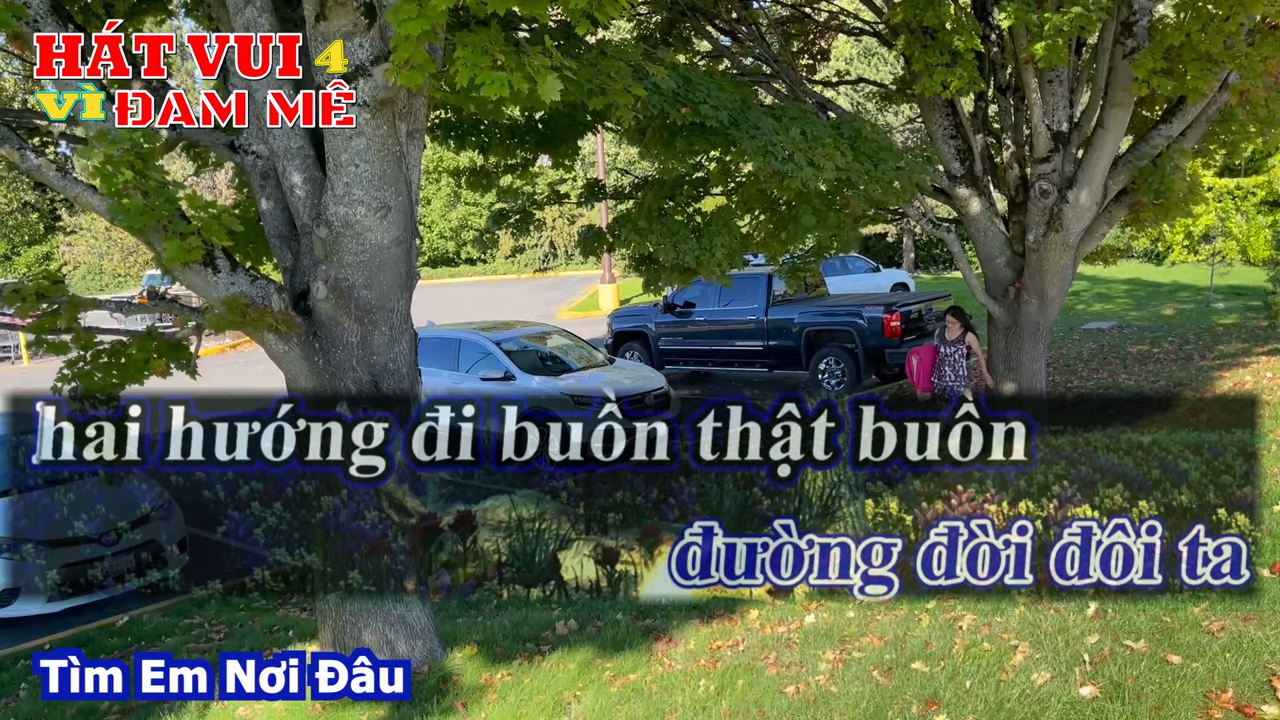 HÁT VUI 4
VÌ ĐAM MÊ
hai hướng đi buồn thật buồn
đường đời đôi ta
Tìm Em Nơi Đâu